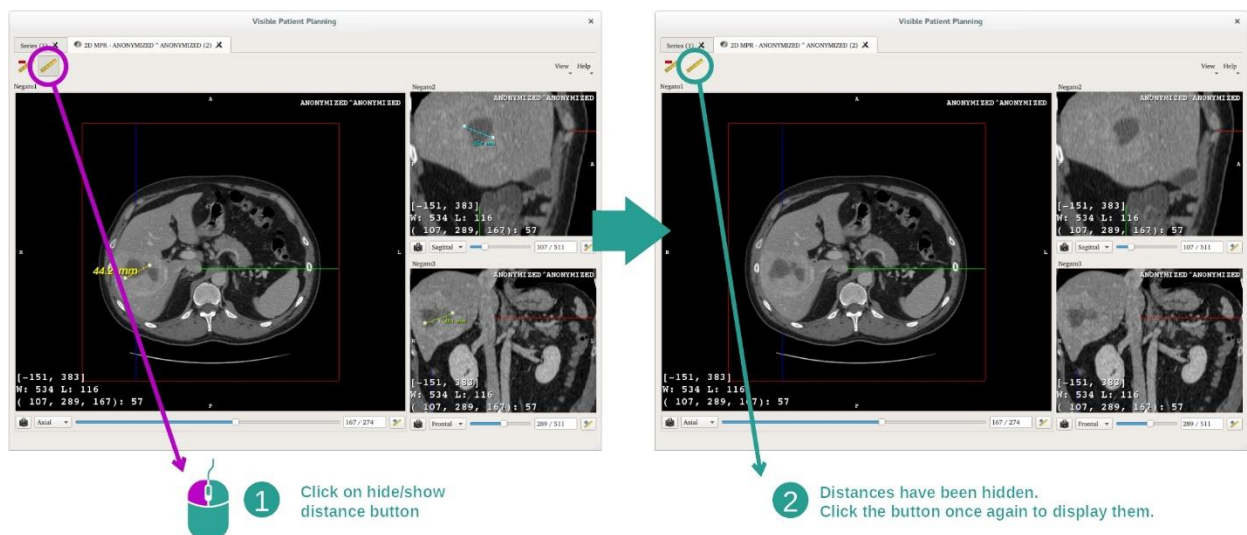 Visible Patient Planning
Series (1)
2D MPR - ANONYMIZED ^ ANONYMIZED (2)
View
Help
Negato1
A
ANONYMIZED^ANONYMIZED
R
L
44.2 mm
[-151, 383]
W: 534 L: 116
( 107, 289, 167): 57
P
Axial
167 / 274
Negato2
ANONYMIZED^ANONYMIZED
A
[-151, 383]
W: 534 L: 116
( 107, 289, 167): 57
Sagittal
107 / 511
Negato3
ANONYMIZED^ANONYMIZED
R
L
[-151, 383]
W: 534 L: 116
( 107, 289, 167): 57
Frontal
289 / 511
Visible Patient Planning
Series (1)
2D MPR - ANONYMIZED ^ ANONYMIZED (2)
View
Help
Negato1
A
ANONYMIZED^ANONYMIZED
R
L
[-151, 383]
W: 534 L: 116
( 107, 289, 167): 57
P
Axial
167 / 274
Negato2
ANONYMIZED^ANONYMIZED
A
[-151, 383]
W: 534 L: 116
( 107, 289, 167): 57
Sagittal
107 / 511
Negato3
ANONYMIZED^ANONYMIZED
R
L
[-151, 383]
W: 534 L: 116
( 107, 289, 167): 57
Frontal
289 / 511
1
Click on hide/show
distance button
2
Distances have been hidden.
Click the button once again to display them.